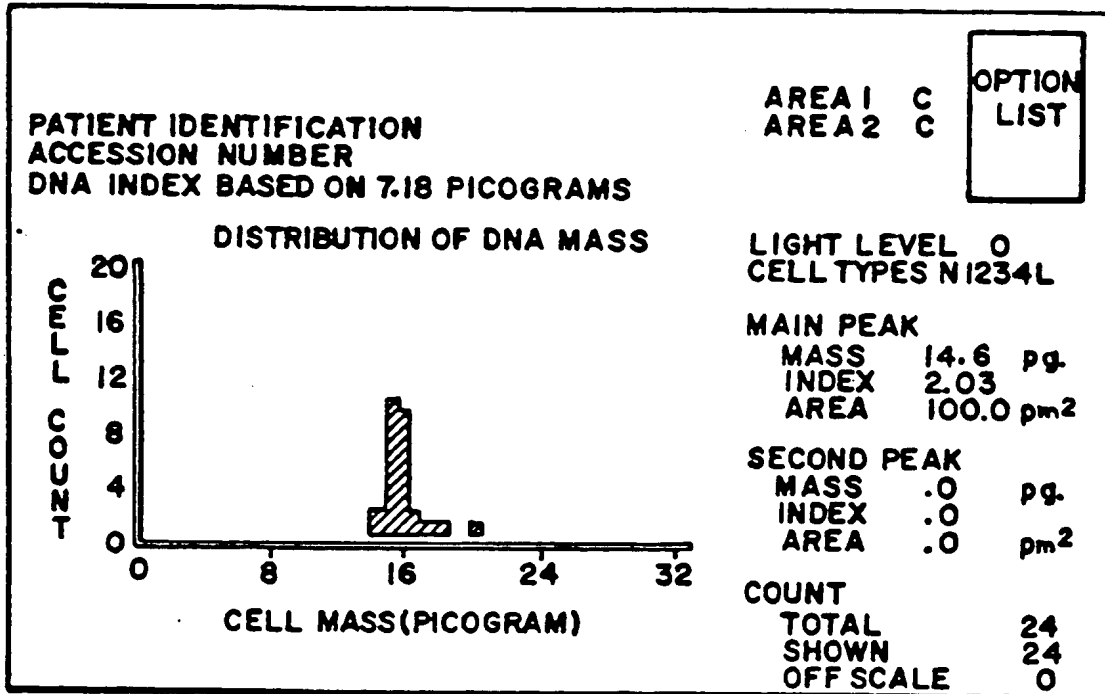 PATIENT IDENTIFICATION
ACCESSION NUMBER
DNA INDEX BASED ON 7.18 PICOGRAMS
AREA 1 C
AREA 2 C
OPTION
LIST
DISTRIBUTION OF DNA MASS
CELL COUNT
20
16
12
8
4
0
0 8 16 24 32
CELL MASS(PICOGRAM)
LIGHT LEVEL 0
CELL TYPES N1234L
MAIN PEAK
MASS 14.6 pg.
INDEX 2.03
AREA 100.0 pm²
SECOND PEAK
MASS .0 pg.
INDEX .0
AREA .0 pm²
COUNT
TOTAL 24
SHOWN 24
OFF SCALE 0